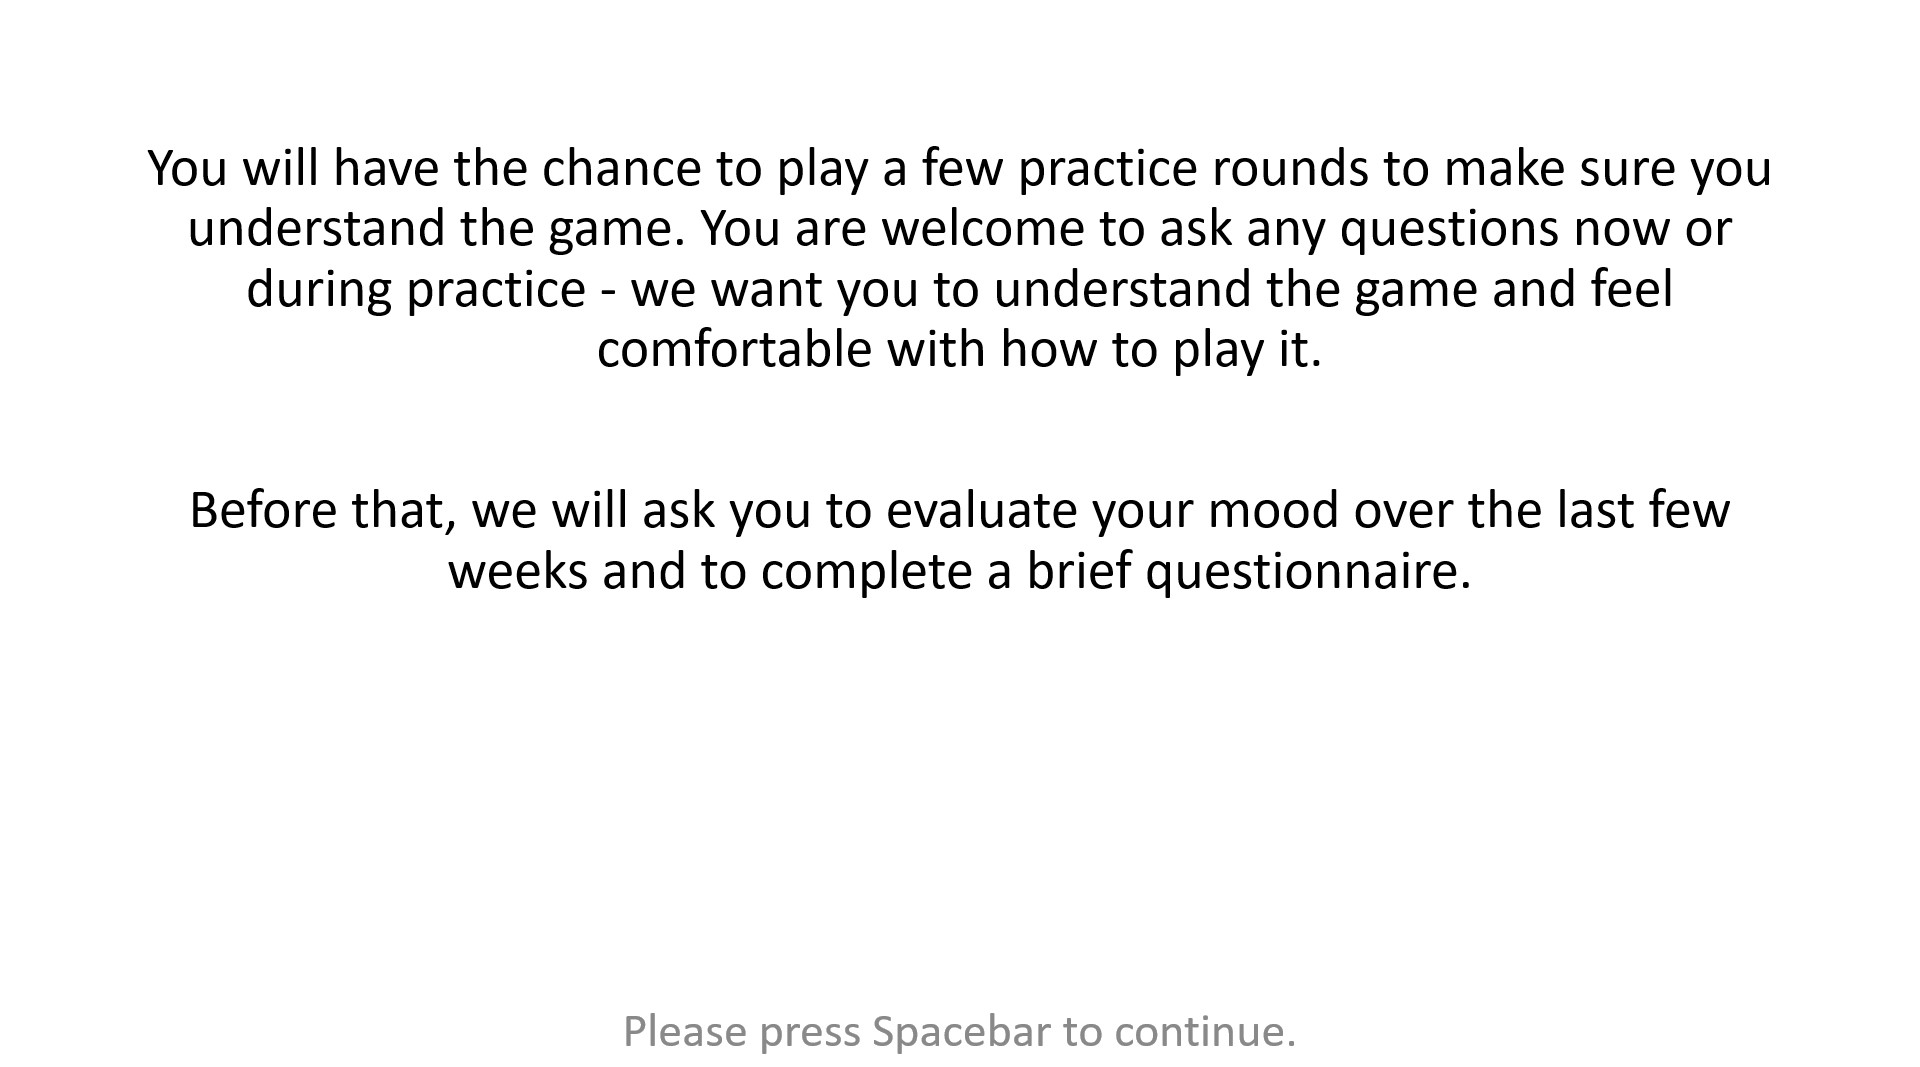 You will have the chance to play a few practice rounds to make sure you
understand the game. You are welcome to ask any questions now or
during practice - we want you to understand the game and feel
comfortable with how to play it.
Before that, we will ask you to evaluate your mood over the last few
weeks and to complete a brief questionnaire.
Please press Spacebar to continue.